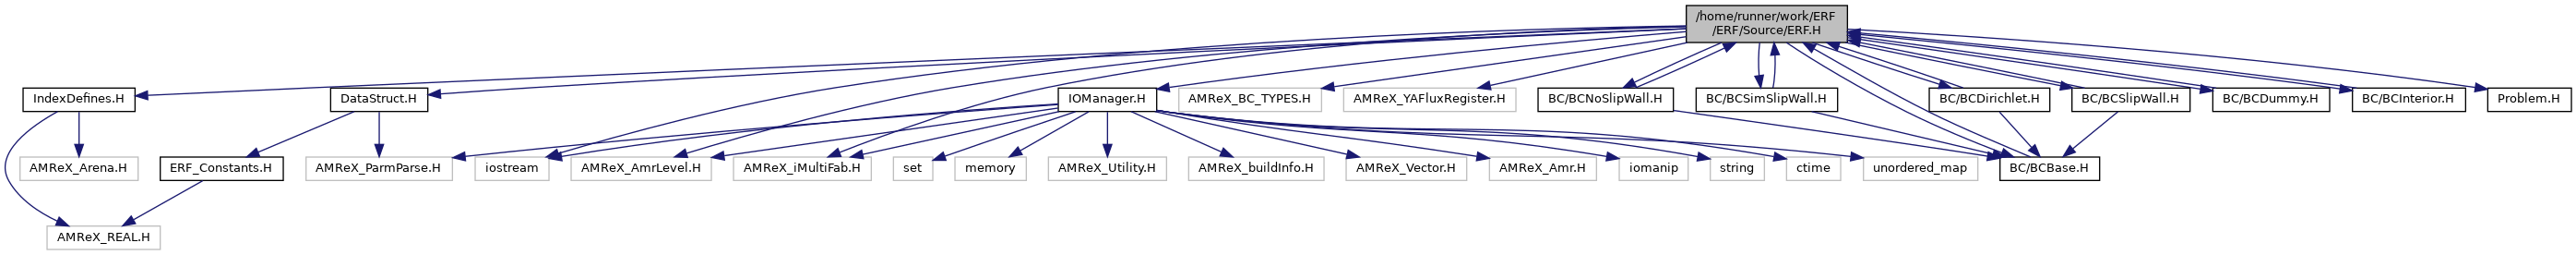 /home/runner/work/ERF
/ERF/Source/ERF.H
IndexDefines.H
DataStruct.H
IOManager.H
AMReX_BC_TYPES.H
AMReX_YAFluxRegister.H
BC/BCNoSlipWall.H
BC/BCSimSlipWall.H
BC/BCDirichlet.H
BC/BCSlipWall.H
BC/BCDummy.H
BC/BCInterior.H
Problem.H
AMReX_Arena.H
ERF_Constants.H
AMReX_ParmParse.H
iostream
AMReX_AmrLevel.H
AMReX_iMultiFab.H
set
memory
AMReX_Utility.H
AMReX_buildInfo.H
AMReX_Vector.H
AMReX_Amr.H
iomanip
string
ctime
unordered_map
BC/BCBase.H
AMReX_REAL.H